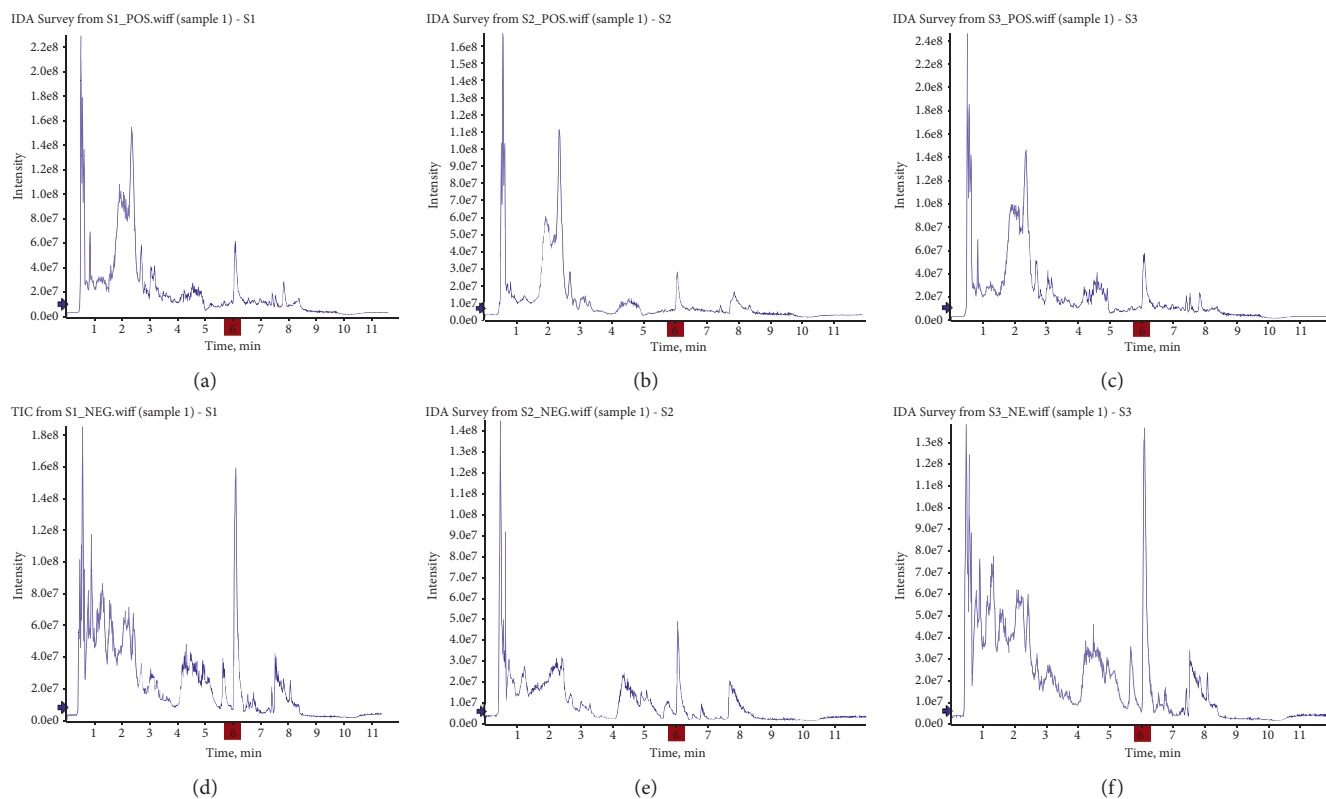 IDA Survey from S1_POS.wiff (sample 1) - S1
2.2e8
2.0e8
1.8e8
1.6e8
1.4e8
1.2e8
1.0e8
8.0e7
6.0e7
4.0e7
2.0e7
0.0e0
Intensity
1 2 3 4 5 6 7 8 9 10 11
Time, min
(a)
IDA Survey from S2_POS.wiff (sample 1) - S2
1.6e8
1.5e8
1.4e8
1.3e8
1.2e8
1.1e8
1.0e8
9.0e7
8.0e7
7.0e7
6.0e7
5.0e7
4.0e7
3.0e7
2.0e7
1.0e7
0.0e0
Intensity
1 2 3 4 5 6 7 8 9 10 11
Time, min
(b)
IDA Survey from S3_POS.wiff (sample 1) - S3
2.4e8
2.2e8
2.0e8
1.8e8
1.6e8
1.4e8
1.2e8
1.0e8
8.0e7
6.0e7
4.0e7
2.0e7
0.0e0
Intensity
1 2 3 4 5 6 7 8 9 10 11
Time, min
(c)
TIC from S1_NEG.wiff (sample 1) - S1
1.8e8
1.6e8
1.4e8
1.2e8
1.0e8
8.0e7
6.0e7
4.0e7
2.0e7
0.0e0
Intensity
1 2 3 4 5 6 7 8 9 10 11
Time, min
(d)
IDA Survey from S2_NEG.wiff (sample 1) - S2
1.4e8
1.3e8
1.2e8
1.1e8
1.0e8
9.0e7
8.0e7
7.0e7
6.0e7
5.0e7
4.0e7
3.0e7
2.0e7
1.0e7
0.0e0
Intensity
1 2 3 4 5 6 7 8 9 10 11
Time, min
(e)
IDA Survey from S3_NE.wiff (sample 1) - S3
1.3e8
1.2e8
1.1e8
1.0e8
9.0e7
8.0e7
7.0e7
6.0e7
5.0e7
4.0e7
3.0e7
2.0e7
1.0e7
0.0e0
Intensity
1 2 3 4 5 6 7 8 9 10 11
Time, min
(f)